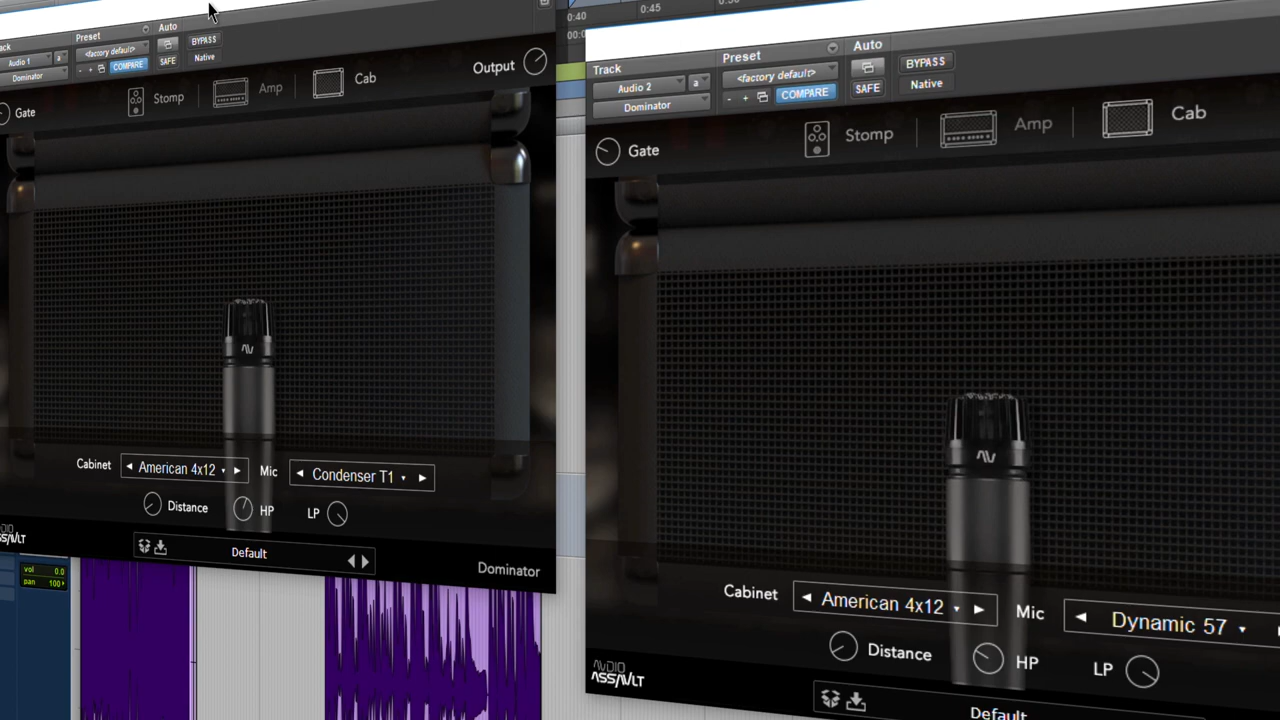 0:40
0:45
Preset
Auto
Audio 1
a
<factory default>
BYPASS
Dominator
- +
COMPARE
SAFE
Native
Gate
Stomp
Amp
Cab
Output
Cabinet
American 4x12
Mic
Condenser T1
Distance
HP
LP
Default
Dominator
vol 0.0
pan 100
Track
Preset
Auto
Audio 2
a
<factory default>
BYPASS
Dominator
- +
COMPARE
SAFE
Native
Gate
Stomp
Amp
Cab
Cabinet
American 4x12
Mic
Dynamic 57
Distance
HP
LP
AUDIO
ASSAULT
Default